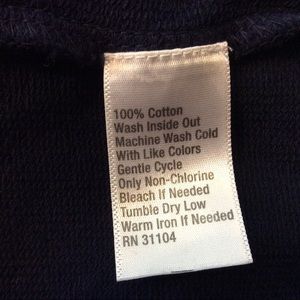 100% Cotton
Wash Inside Out
Machine Wash Cold
With Like Colors
Gentle Cycle
Only Non-Chlorine
Bleach If Needed
Tumble Dry Low
Warm Iron If Needed
RN 31104